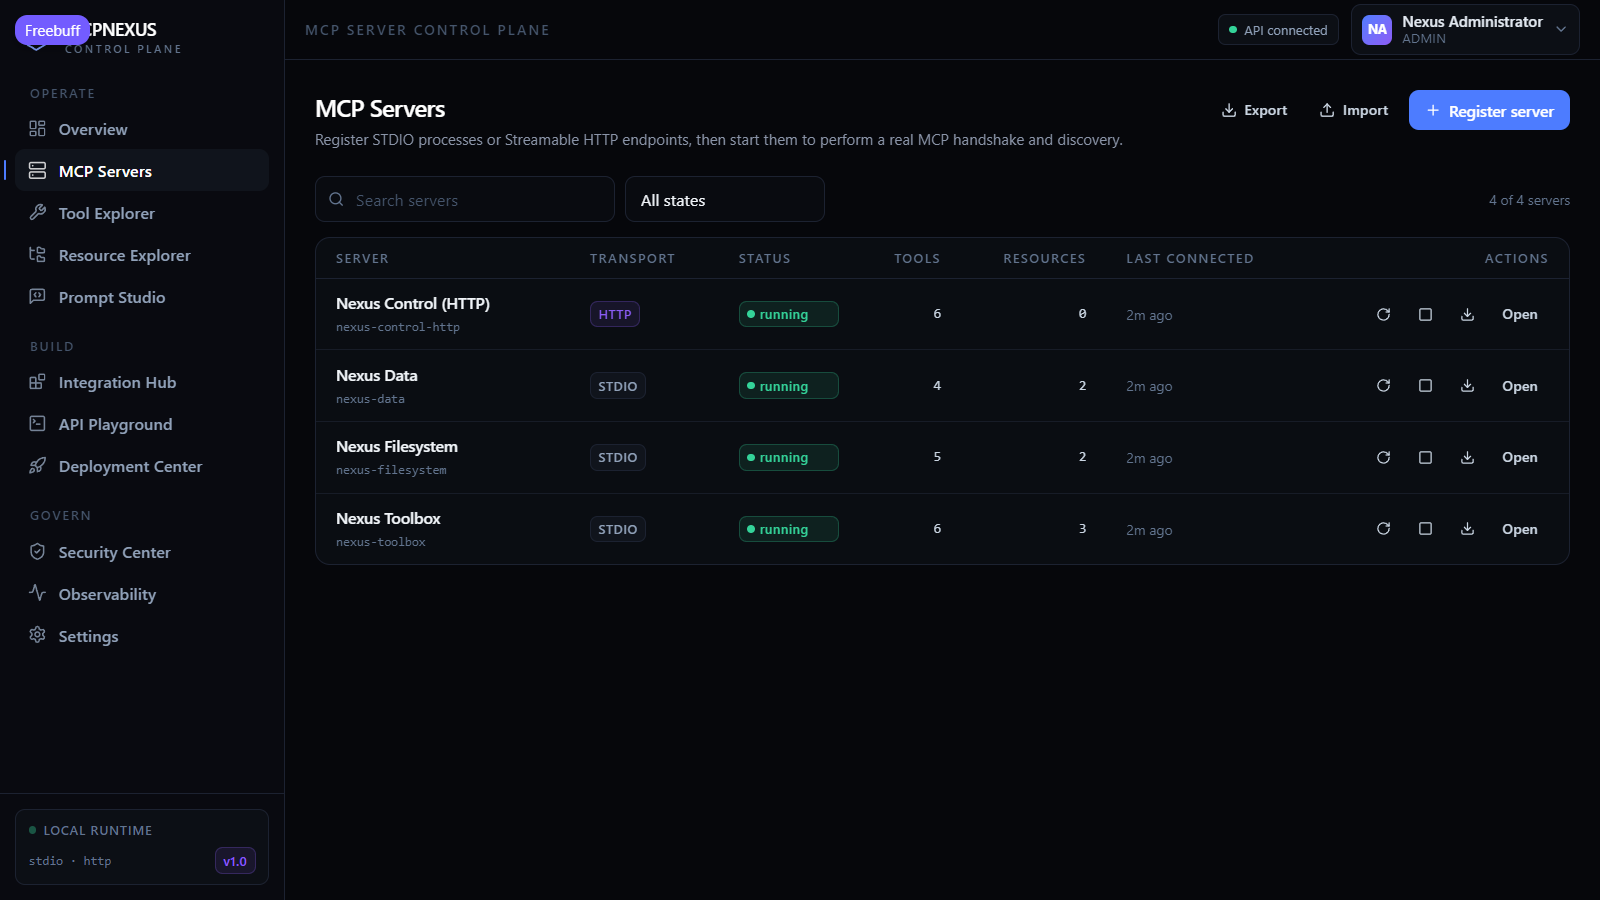 Freebuff
CPNEXUS
CONTROL PLANE
OPERATE
Overview
MCP Servers
Tool Explorer
Resource Explorer
Prompt Studio
BUILD
Integration Hub
API Playground
Deployment Center
GOVERN
Security Center
Observability
Settings
LOCAL RUNTIME
stdio · http
v1.0
MCP SERVER CONTROL PLANE
API connected
NA
Nexus Administrator
ADMIN
MCP Servers
Register STDIO processes or Streamable HTTP endpoints, then start them to perform a real MCP handshake and discovery.
Export
Import
+ Register server
Search servers
All states
4 of 4 servers
SERVER TRANSPORT STATUS TOOLS RESOURCES LAST CONNECTED ACTIONS
Nexus Control (HTTP)
nexus-control-http
HTTP running 6 0 2m ago Open
Nexus Data
nexus-data
STDIO running 4 2 2m ago Open
Nexus Filesystem
nexus-filesystem
STDIO running 5 2 2m ago Open
Nexus Toolbox
nexus-toolbox
STDIO running 6 3 2m ago Open